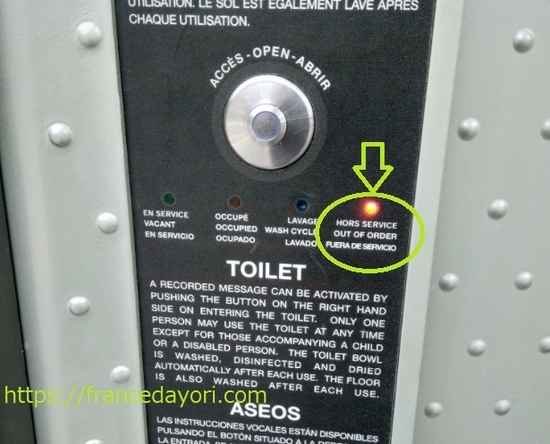 UTILISATION. LE SOL EST ÉGALEMENT LAVÉ APRÈS
CHAQUE UTILISATION.
ACCÈS - OPEN - ABRIR
EN SERVICE
VACANT
EN SERVICIO
OCCUPÉ
OCCUPIED
OCUPADO
LAVAGE
WASH CYCLE
LAVADO
HORS SERVICE
OUT OF ORDER
FUERA DE SERVICIO
TOILET
A RECORDED MESSAGE CAN BE ACTIVATED BY
PUSHING THE BUTTON ON THE RIGHT HAND
SIDE ON ENTERING THE TOILET. ONLY ONE
PERSON MAY USE THE TOILET AT ANY TIME
EXCEPT FOR THOSE ACCOMPANYING A CHILD
OR A DISABLED PERSON. THE TOILET BOWL
IS WASHED, DISINFECTED AND DRIED
AUTOMATICALLY AFTER EACH USE. THE FLOOR
IS ALSO WASHED AFTER EACH USE.
https://francedayori.com
ASEOS
LAS INSTRUCCIONES VOCALES ESTÁN DISPONIBLES
PULSANDO EL BOTÓN SITUADO A LA